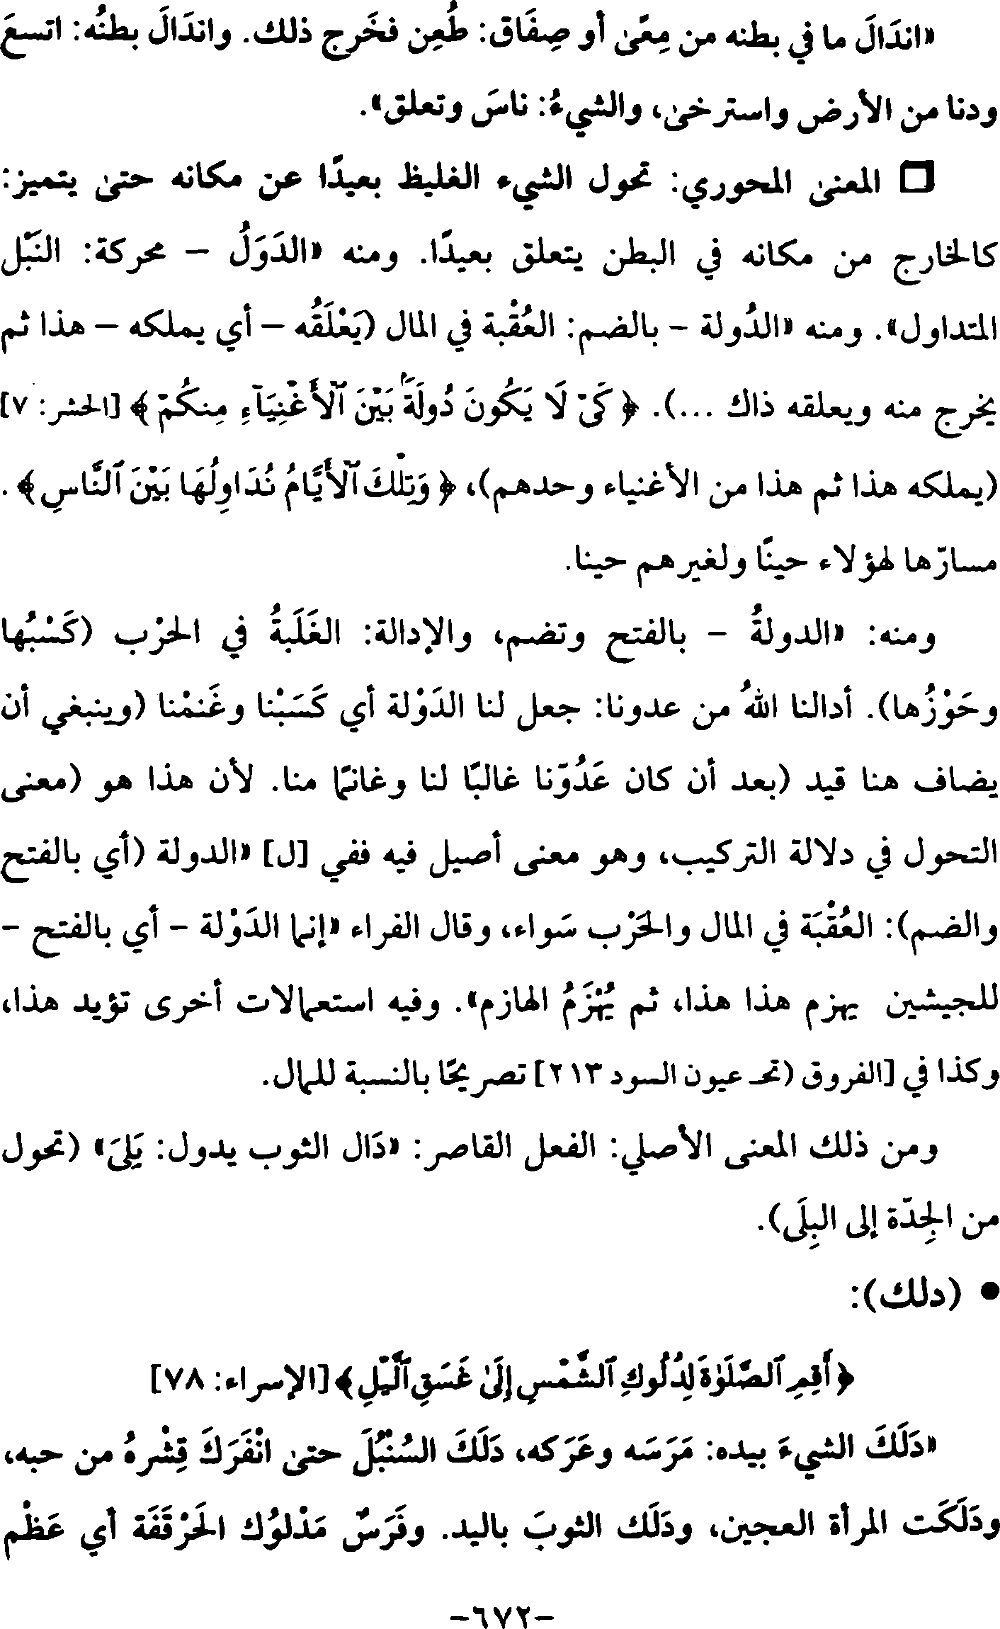 «اندَالَ ما في بطنه من مِعًى أو صِفَاق: طُعِن فخَرج ذلك. واندَالَ بطنُه: اتسعَ
ودنا من الأرض واسترخى، والشيءُ: ناسَ وتعلق».
❒ المعنى المحوري: تحول الشيء الغليظ بعيدًا عن مكانه حتى يتميز:
كالخارج من مكانه في البطن يتعلق بعيدًا. ومنه «الدَوَلُ – محركة: النَبْل
المتداول». ومنه «الدُولة – بالضم: العُقْبة في المال (يَعْلَقُه – أي يملكه – هذا ثم
يخرج منه ويعلقه ذاك ...). ﴿كَىْ لَا يَكُونَ دُولَةًۢ بَيْنَ ٱلْأَغْنِيَآءِ مِنكُمْ﴾ [الحشر: ٧]
(يملكه هذا ثم هذا من الأغنياء وحدهم)، ﴿وَتِلْكَ ٱلْأَيَّامُ نُدَاوِلُهَا بَيْنَ ٱلنَّاسِ﴾.
مسارّها لهؤلاء حينًا ولغيرهم حينا.
ومنه: «الدولةُ – بالفتح وتضم، والإدالة: الغَلَبةُ في الحرْب (كَسْبُها
وحَوْزُها). أدالنا اللهُ من عدونا: جعل لنا الدَوْلة أي كَسَبْنا وغَنمْنا (وينبغي أن
يضاف هنا قيد (بعد أن كان عَدُوّنا غالبًا لنا وغانمًا منا. لأن هذا هو (معنى
التحول في دلالة التركيب، وهو معنى أصيل فيه ففي [ل] «الدولة (أي بالفتح
والضم): العُقْبَة في المال والحَرْب سَواء، وقال الفراء «إنما الدَوْلة – أي بالفتح –
للجيشين يهزم هذا هذا، ثم يُهْزَمُ الهازم». وفيه استعمالات أخرى تؤيد هذا،
وكذا في [الفروق (تحـ عيون السود ٢١٣] تصريحًا بالنسبة للمال.
ومن ذلك المعنى الأصلي: الفعل القاصر: «دَال الثوب يدول: بَلِيَ» (تحول
من الجِدّة إلى البِلَى).
• (دلك):
﴿أَقِمِ ٱلصَّلَوٰةَ لِدُلُوكِ ٱلشَّمْسِ إِلَىٰ غَسَقِ ٱلَّيْلِ﴾ [الإسراء: ٧٨]
«دَلَكَ الشيءَ بيده: مَرَسَه وعَرَكه، دَلَكَ السُنْبُلَ حتى انْفَرَكَ قِشْرهُ من حبه،
ودَلَكَت المرأة العجين، ودَلَك الثوبَ باليد. وفَرَسٌ مَدْلوُك الحَرْقَفَة أي عَظْم
-٦٧٢-